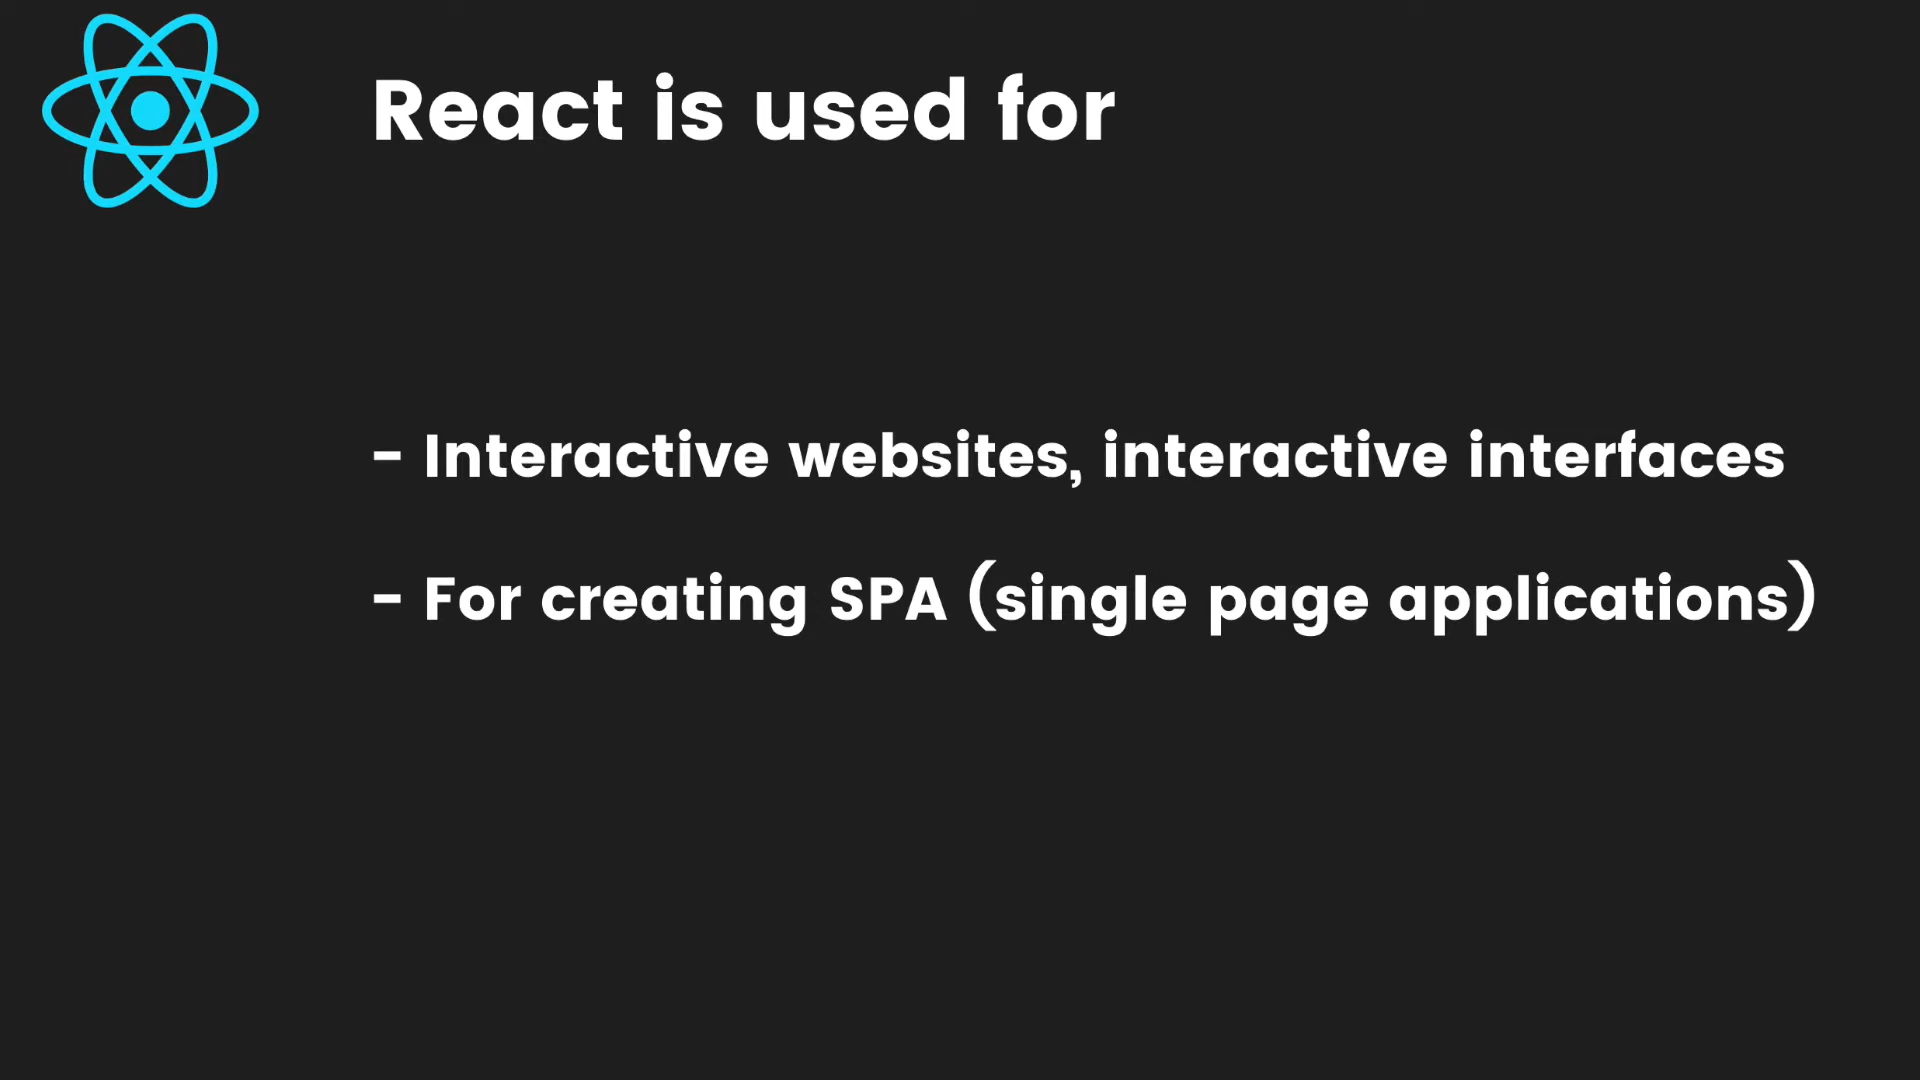 React is used for
- Interactive websites, interactive interfaces
- For creating SPA (single page applications)